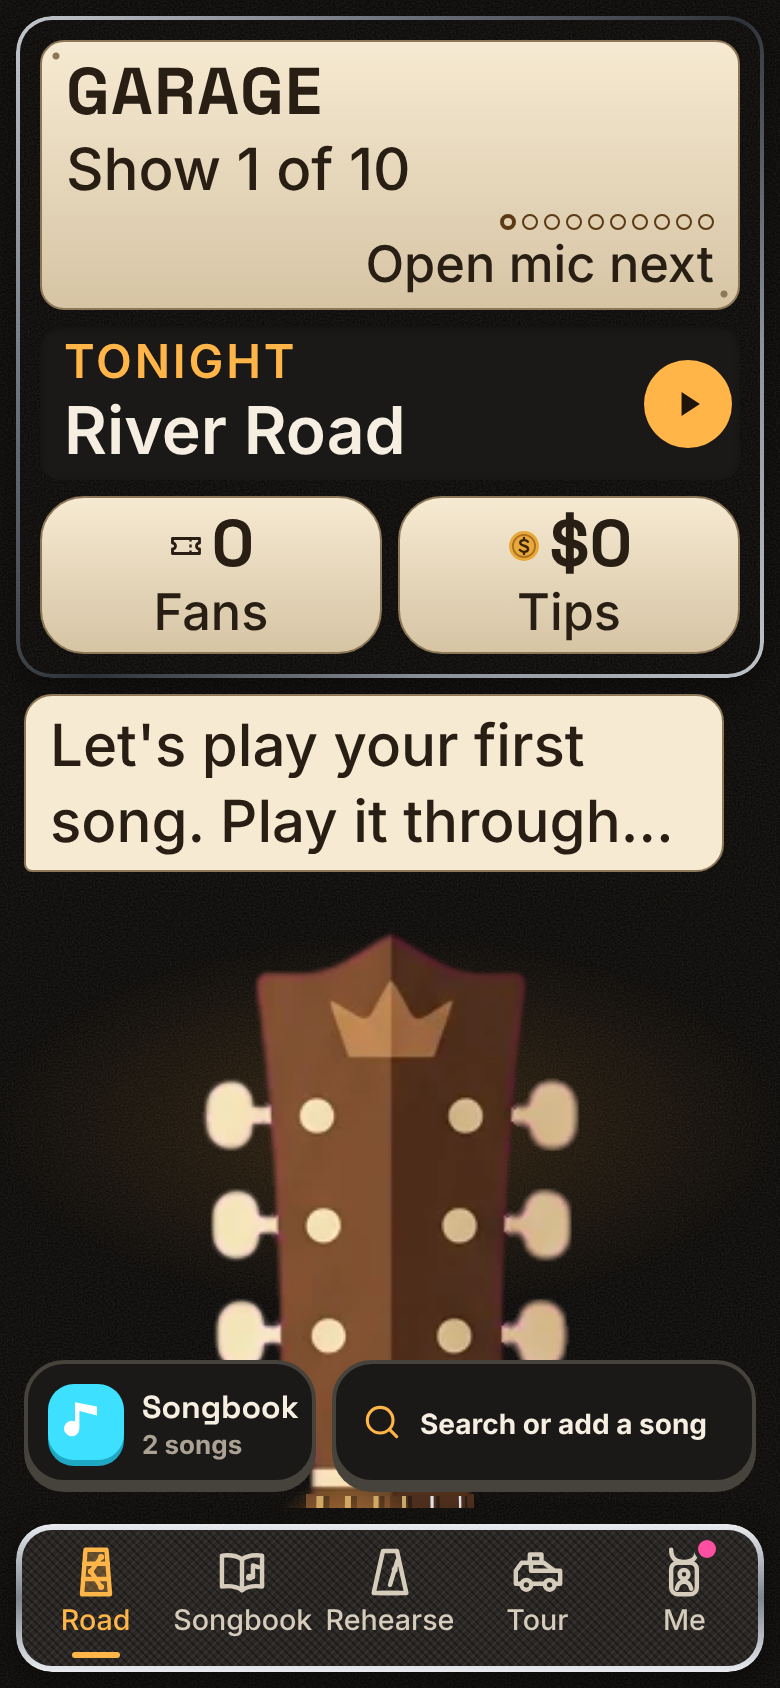 GARAGE
Show 1 of 10
Open mic next
TONIGHT
River Road
0
Fans
$0
Tips
Let's play your first
song. Play it through...
Songbook
2 songs
Search or add a song
Road
Songbook
Rehearse
Tour
Me